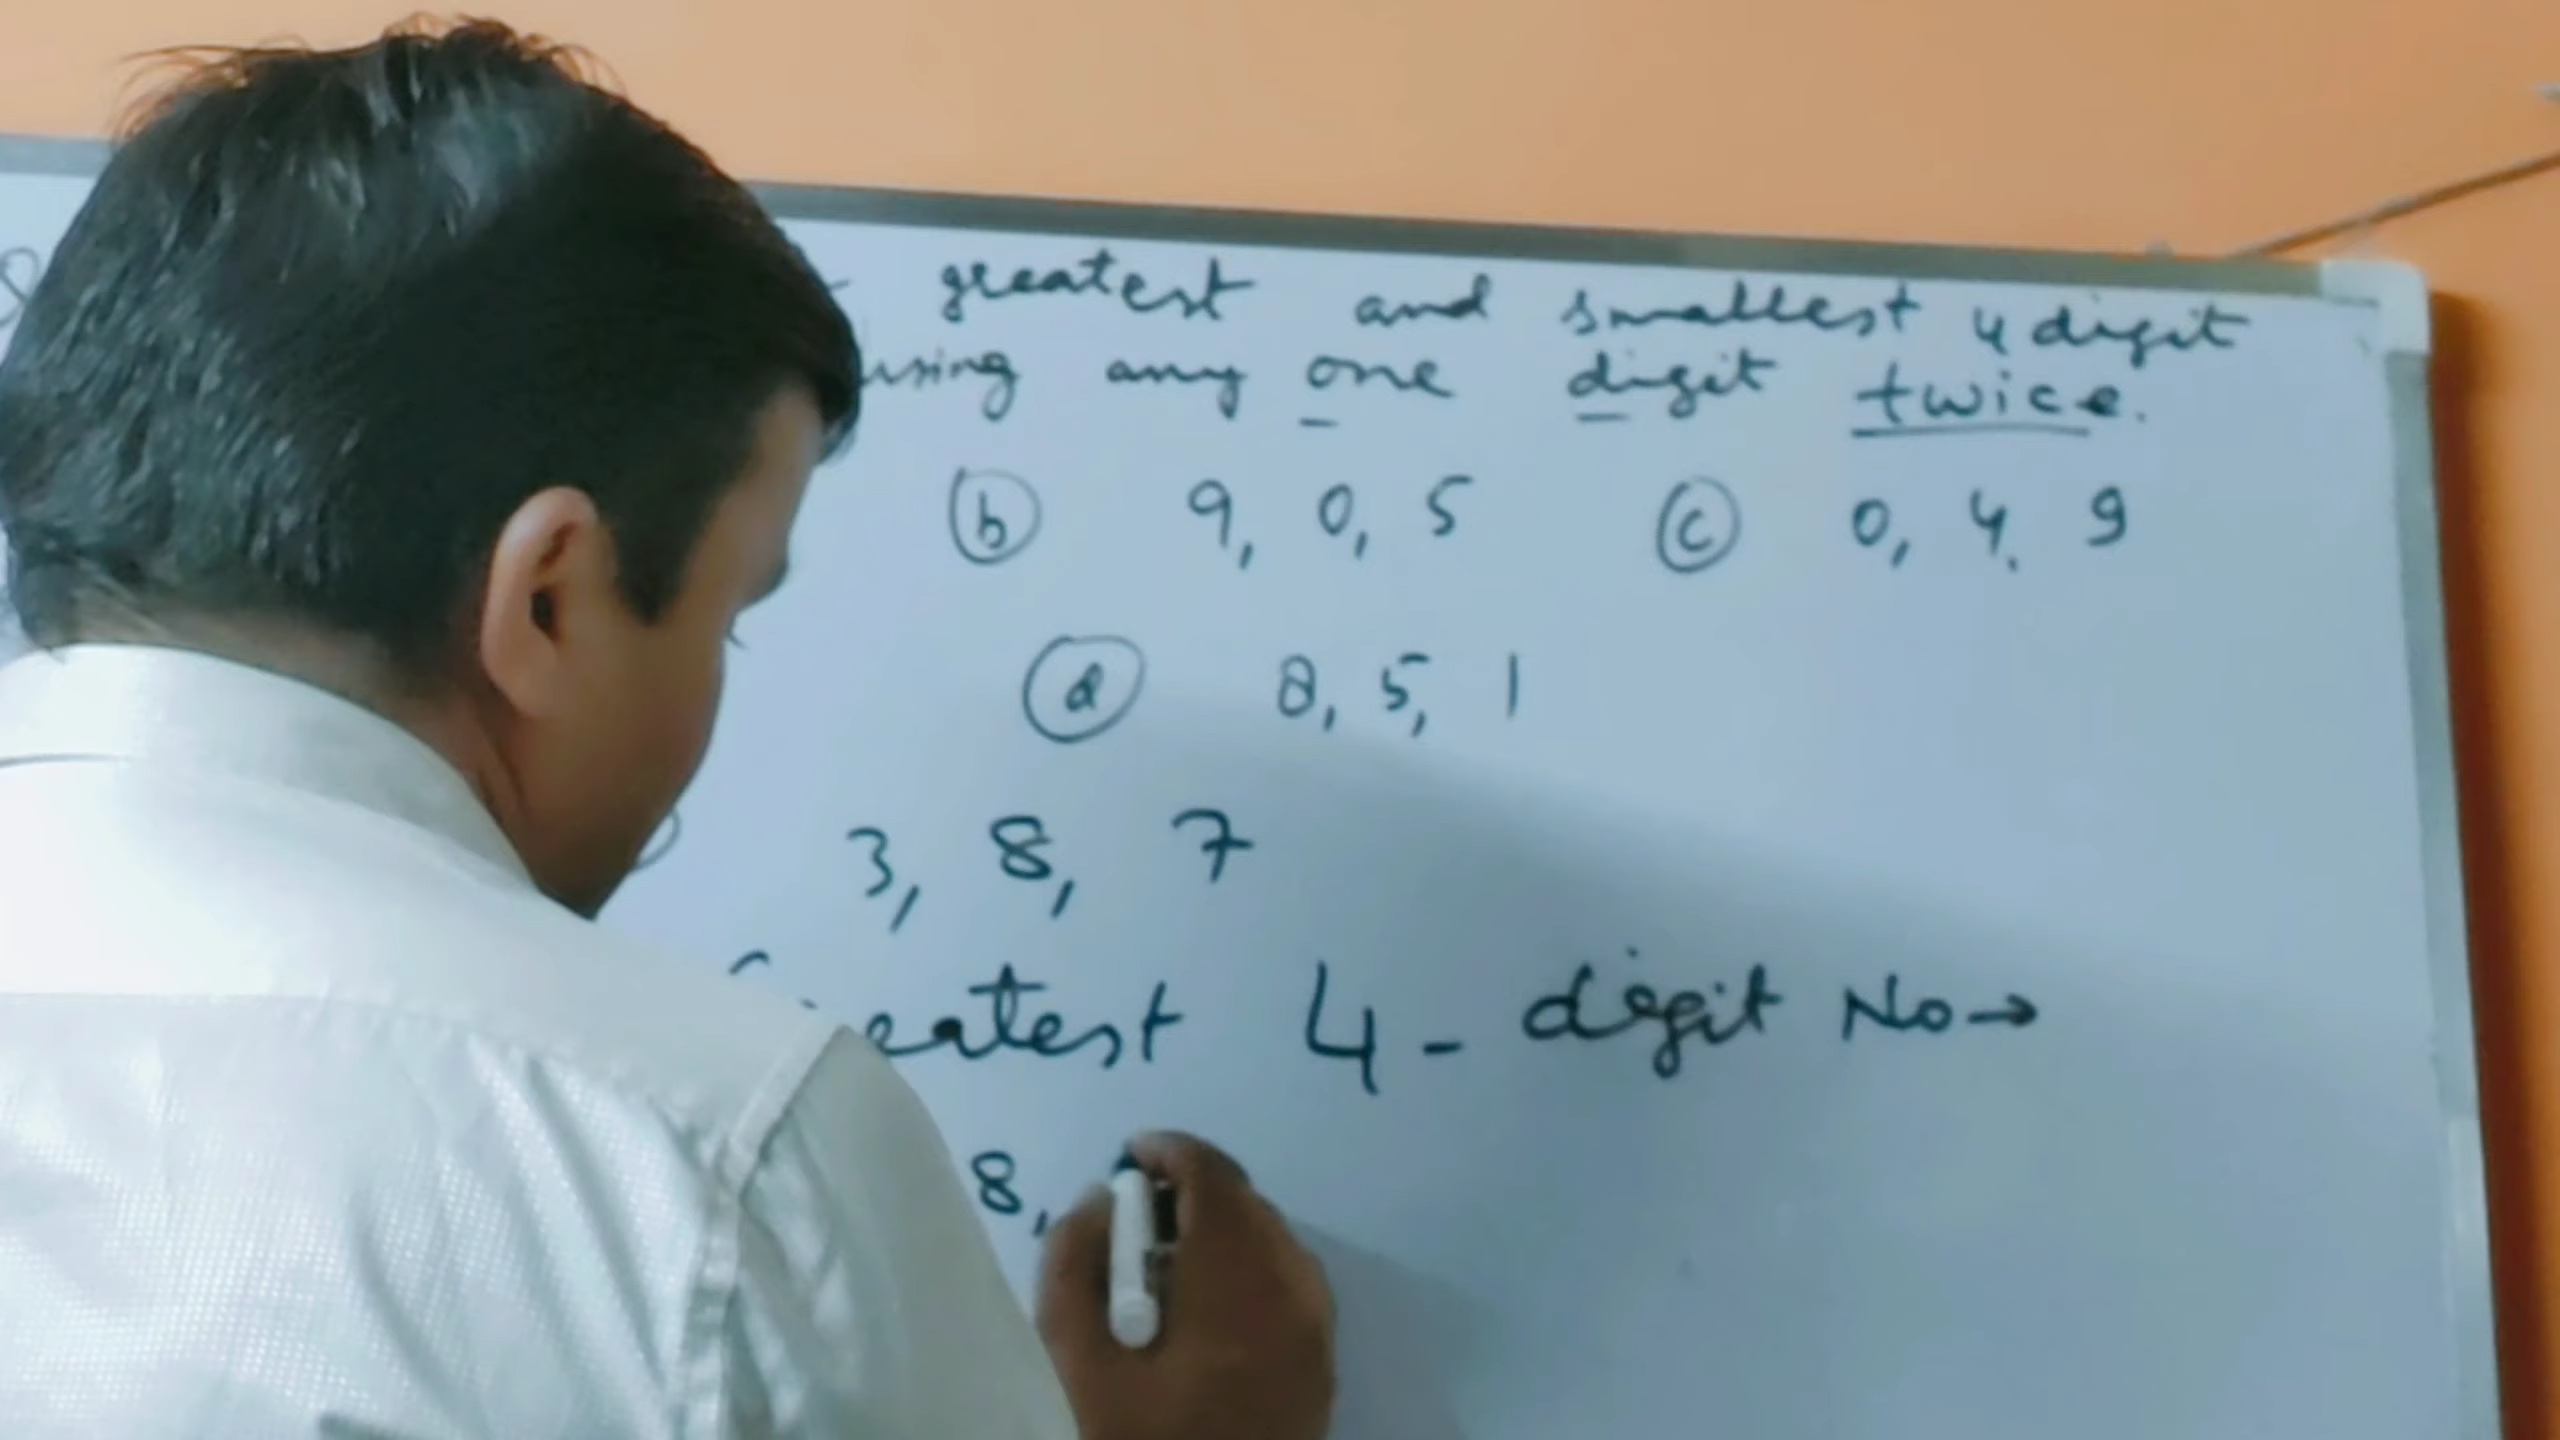 greatest and smallest 4 digit
using any one digit twice.
(b) 9, 0, 5 (c) 0, 4, 9
(d) 8, 5, 1
3, 8, 7
Greatest 4 - digit No →
8,